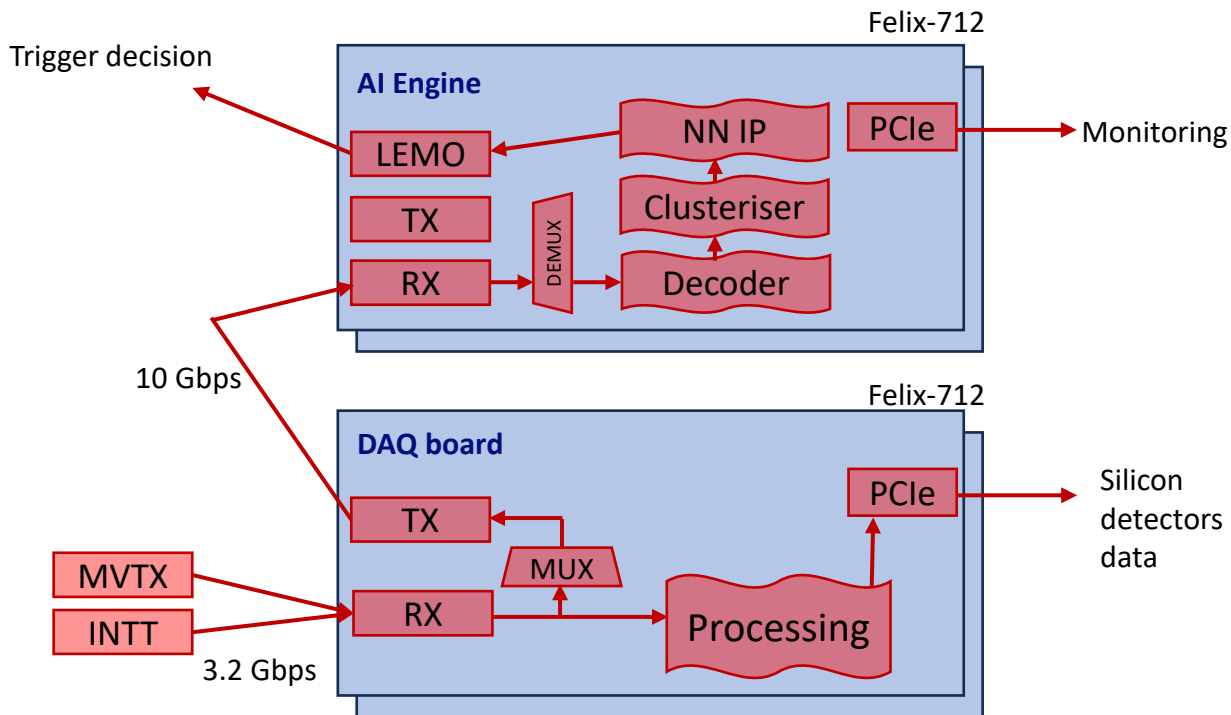 Felix-712
Trigger decision
AI Engine
NN IP
PCIe
LEMO
Monitoring
Clusteriser
TX
DEMUX
RX
Decoder
10 Gbps
Felix-712
DAQ board
PCIe
Silicon
detectors
data
TX
MUX
MVTX
RX
INTT
Processing
3.2 Gbps